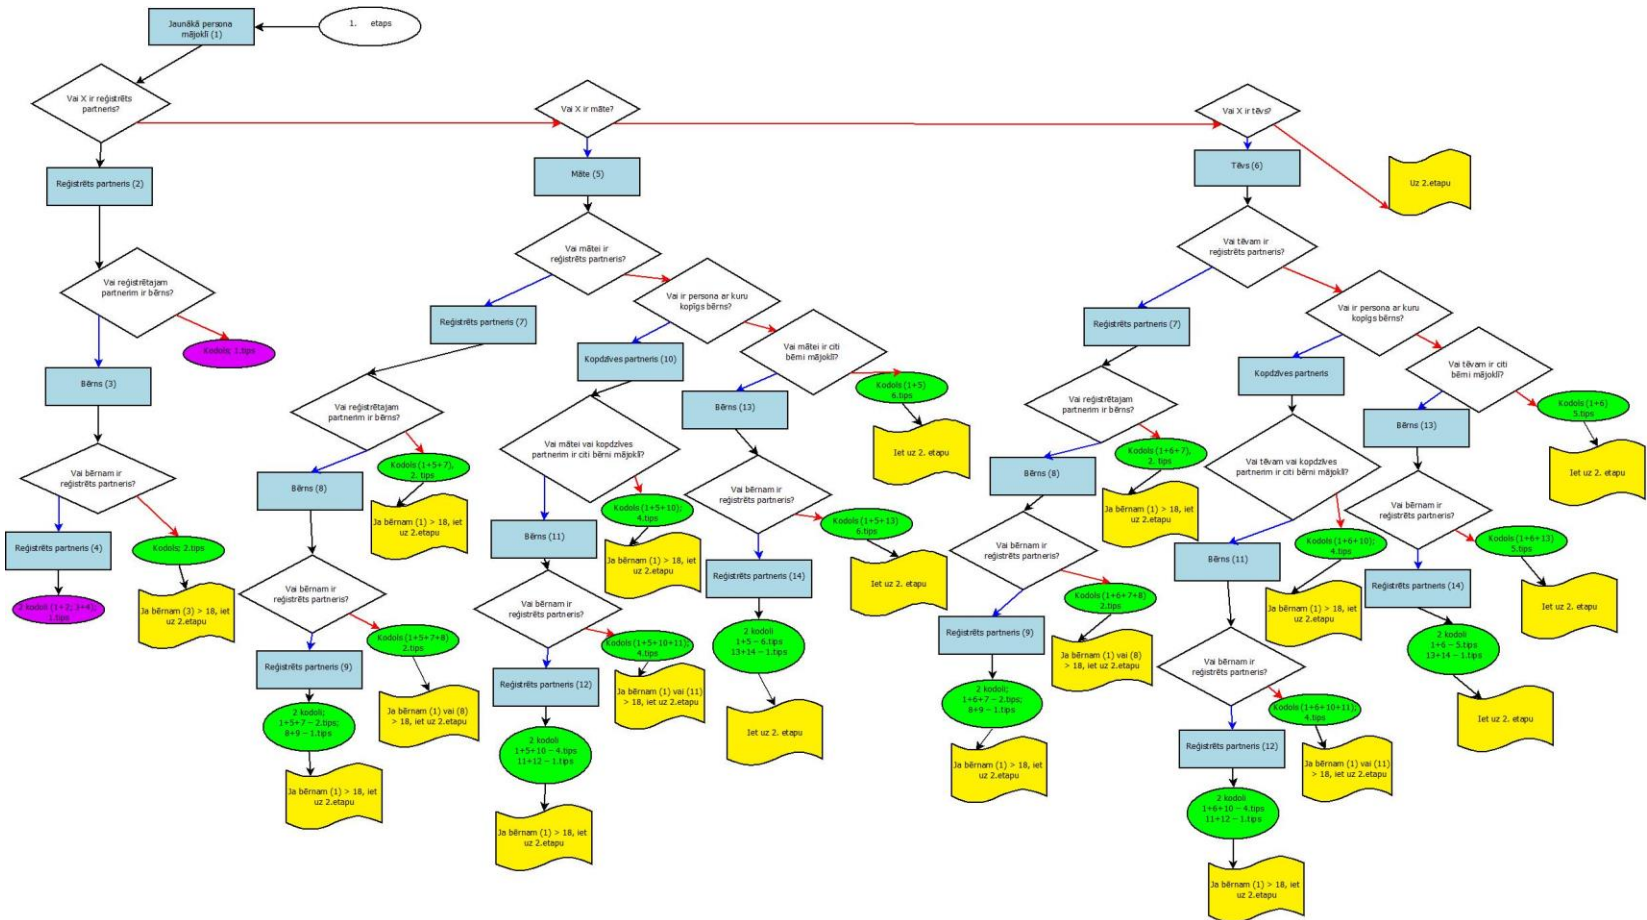 Jaunākā persona
mājoklī (1)
1. etaps
Vai X ir reģistrēts
partneris?
Reģistrēts partneris (2)
Vai reģistrētajam
partnerim ir bērns?
Kodols; 1.tips
Bērns (3)
Vai bērnam ir
reģistrēts partneris?
Reģistrēts partneris (4)
2 kodoli (1+2; 3+4);
1.tips
Kodols; 2.tips
Ja bērnam (3) > 18, iet
uz 2.etapu
Vai X ir māte?
Māte (5)
Vai mātei ir
reģistrēts partneris?
Reģistrēts partneris (7)
Vai reģistrētajam
partnerim ir bērns?
Kodols (1+5+7),
2. tips
Ja bērnam (1) > 18, iet
uz 2.etapu
Bērns (8)
Vai bērnam ir
reģistrēts partneris?
Kodols (1+5+7+8)
2.tips
Ja bērnam (1) vai (8)
> 18, iet uz 2.etapu
Reģistrēts partneris (9)
2 kodoli;
1+5+7 – 2.tips;
8+9 – 1.tips
Ja bērnam (1) > 18, iet
uz 2.etapu
Vai ir persona ar kuru
kopīgs bērns?
Kopdzīves partneris (10)
Vai mātei vai kopdzīves
partnerim ir citi bērni mājoklī?
Kodols (1+5+10);
4.tips
Ja bērnam (1) > 18, iet
uz 2.etapu
Bērns (11)
Vai bērnam ir
reģistrēts partneris?
Kodols (1+5+10+11);
4.tips
Ja bērnam (1) vai (11)
> 18, iet uz 2.etapu
Reģistrēts partneris (12)
2 kodoli
1+5+10 – 4.tips
11+12 – 1.tips
Ja bērnam (1) > 18, iet
uz 2.etapu
Vai mātei ir citi
bērni mājoklī?
Kodols (1+5)
6.tips
Iet uz 2. etapu
Bērns (13)
Vai bērnam ir
reģistrēts partneris?
Kodols (1+5+13)
6.tips
Iet uz 2. etapu
Reģistrēts partneris (14)
2 kodoli
1+5 – 6.tips
13+14 – 1.tips
Iet uz 2. etapu
Vai X ir tēvs?
Uz 2.etapu
Tēvs (6)
Vai tēvam ir
reģistrēts partneris?
Reģistrēts partneris (7)
Vai reģistrētajam
partnerim ir bērns?
Kodols (1+6+7),
2. tips
Ja bērnam (1) > 18, iet
uz 2.etapu
Bērns (8)
Vai bērnam ir
reģistrēts partneris?
Kodols (1+6+7+8)
2.tips
Ja bērnam (1) vai (8)
> 18, iet uz 2.etapu
Reģistrēts partneris (9)
2 kodoli;
1+6+7 – 2.tips;
8+9 – 1.tips
Ja bērnam (1) > 18, iet
uz 2.etapu
Vai ir persona ar kuru
kopīgs bērns?
Kopdzīves partneris
Vai tēvam vai kopdzīves
partnerim ir citi bērni mājoklī?
Kodols (1+6+10);
4.tips
Ja bērnam (1) > 18, iet
uz 2.etapu
Bērns (11)
Vai bērnam ir
reģistrēts partneris?
Kodols (1+6+10+11);
4.tips
Ja bērnam (1) vai (11)
> 18, iet uz 2.etapu
Reģistrēts partneris (12)
2 kodoli
1+6+10 – 4.tips
11+12 – 1.tips
Ja bērnam (1) > 18, iet
uz 2.etapu
Vai tēvam ir citi
bērni mājoklī?
Kodols (1+6)
5.tips
Iet uz 2. etapu
Bērns (13)
Vai bērnam ir
reģistrēts partneris?
Kodols (1+6+13)
5.tips
Iet uz 2. etapu
Reģistrēts partneris (14)
2 kodoli
1+6 – 5.tips
13+14 – 1.tips
Iet uz 2. etapu